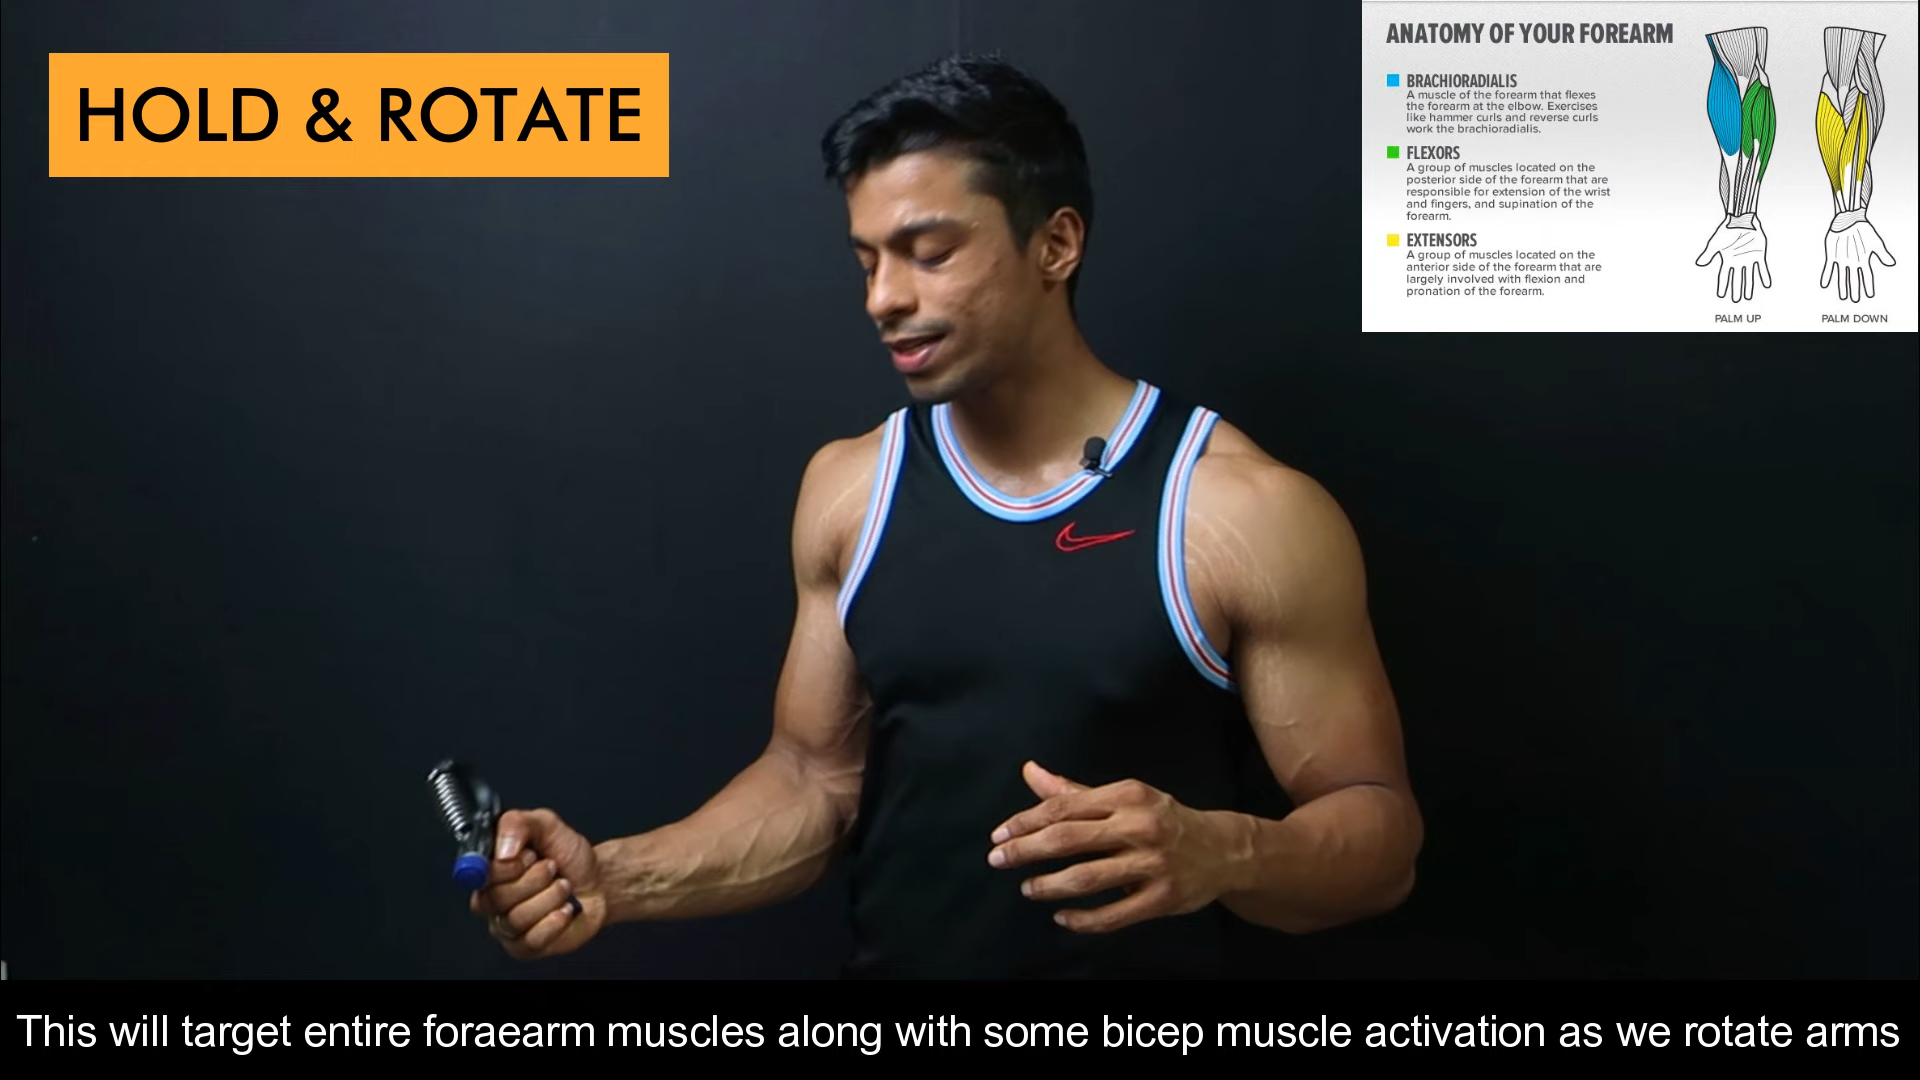 HOLD & ROTATE
ANATOMY OF YOUR FOREARM
BRACHIORADIALIS
A muscle of the forearm that flexes
the forearm at the elbow. Exercises
like hammer curls and reverse curls
work the brachioradialis.
FLEXORS
A group of muscles located on the
posterior side of the forearm that are
responsible for extension of the wrist
and fingers, and supination of the
forearm.
EXTENSORS
A group of muscles located on the
anterior side of the forearm that are
largely involved with flexion and
pronation of the forearm.
PALM UP
PALM DOWN
This will target entire foraearm muscles along with some bicep muscle activation as we rotate arms